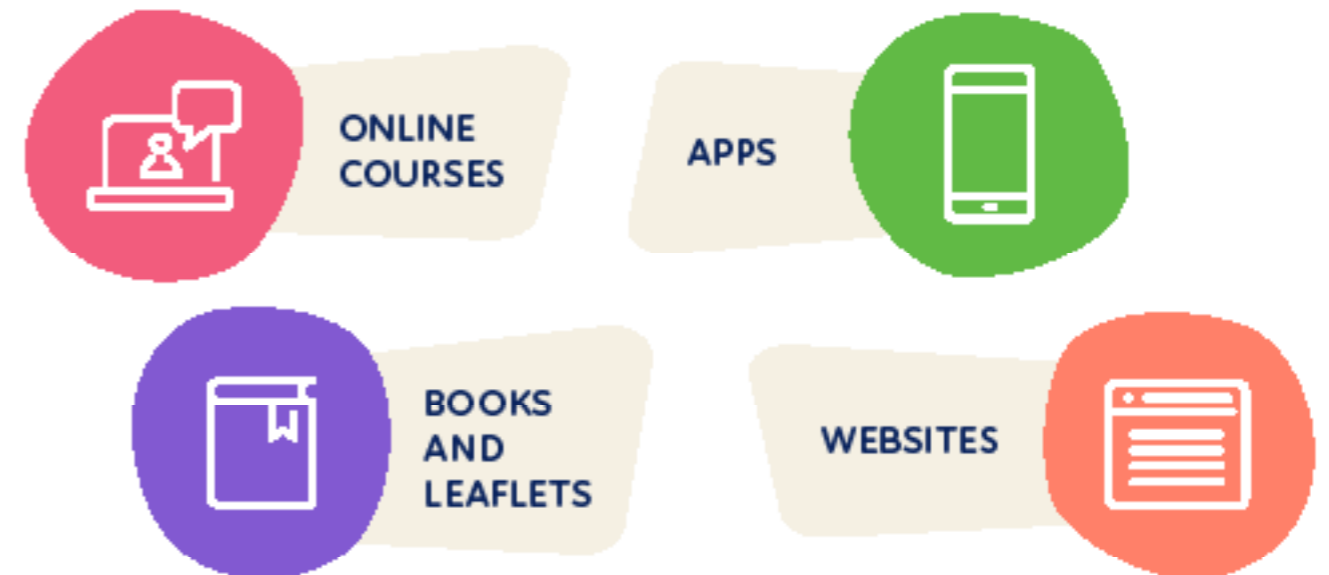 ONLINE
COURSES
APPS
BOOKS
AND
LEAFLETS
WEBSITES